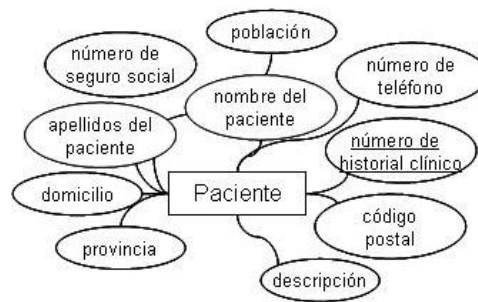 población
número de
seguro social
nombre del
paciente
número de
teléfono
apellidos del
paciente
número de
historial clínico
domicilio
Paciente
código
postal
provincia
descripción